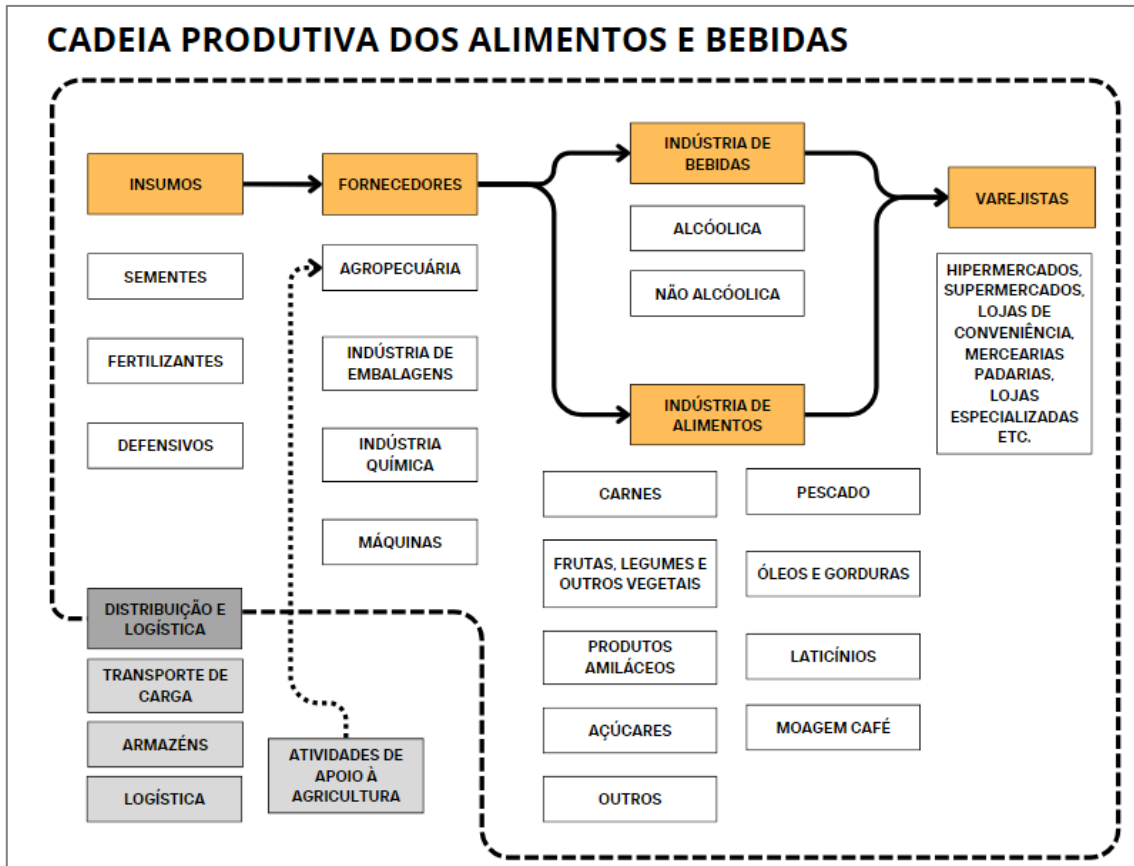 CADEIA PRODUTIVA DOS ALIMENTOS E BEBIDAS
INSUMOS
SEMENTES
FERTILIZANTES
DEFENSIVOS
FORNECEDORES
AGROPECUÁRIA
INDÚSTRIA DE
EMBALAGENS
INDÚSTRIA
QUÍMICA
MÁQUINAS
INDÚSTRIA DE
BEBIDAS
ALCÓOLICA
NÃO ALCÓOLICA
INDÚSTRIA DE
ALIMENTOS
CARNES
PESCADO
FRUTAS, LEGUMES E
OUTROS VEGETAIS
ÓLEOS E GORDURAS
PRODUTOS
AMILÁCEOS
LATICÍNIOS
AÇÚCARES
MOAGEM CAFÉ
OUTROS
VAREJISTAS
HIPERMERCADOS,
SUPERMERCADOS,
LOJAS DE
CONVENIÊNCIA,
MERCEARIAS
PADARIAS,
LOJAS
ESPECIALIZADAS
ETC.
DISTRIBUIÇÃO E
LOGÍSTICA
TRANSPORTE DE
CARGA
ARMAZÉNS
LOGÍSTICA
ATIVIDADES DE
APOIO À
AGRICULTURA